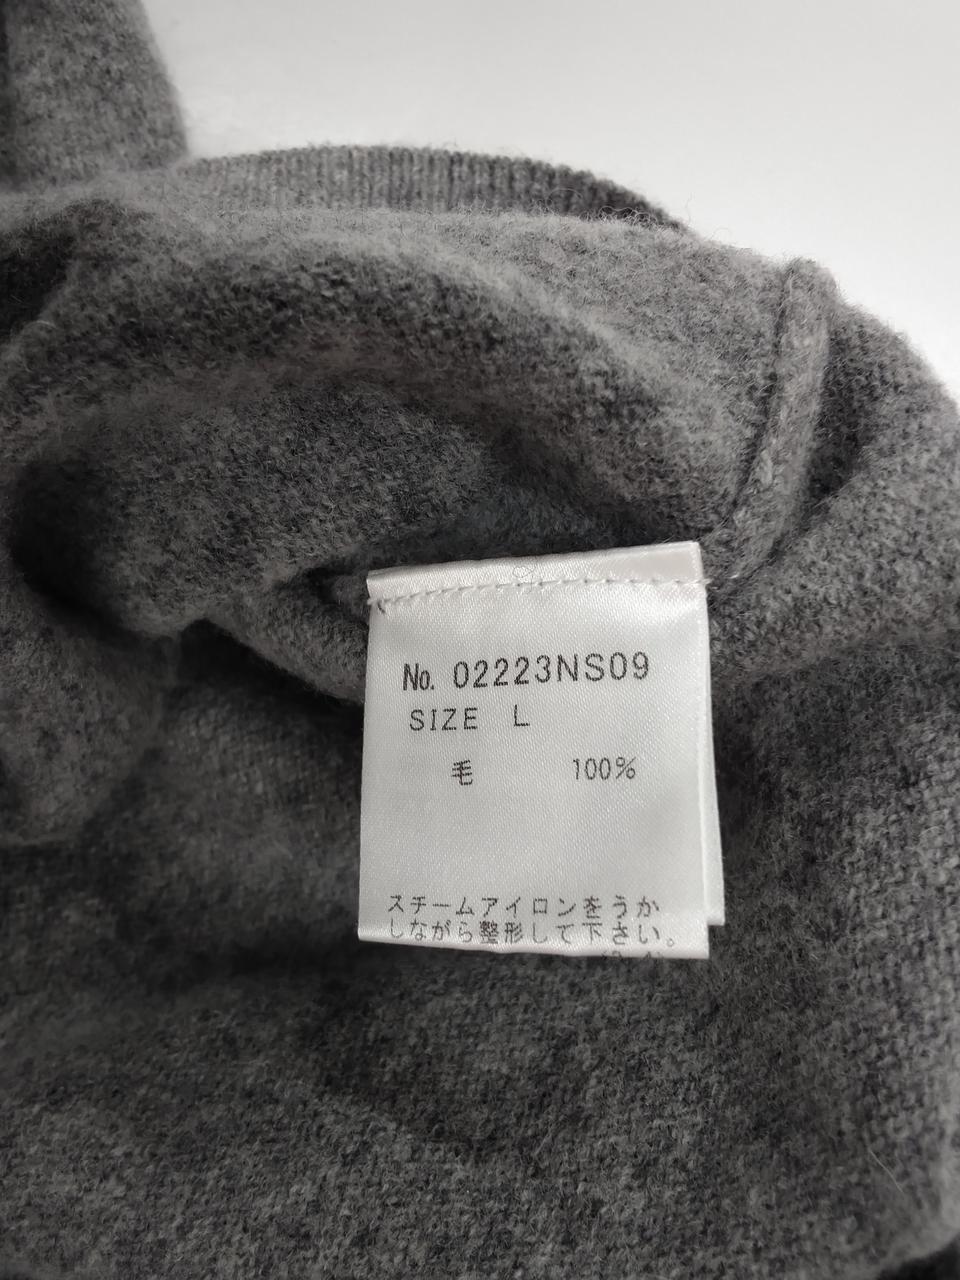 No. 02223NS09
SIZE L
毛 100%
スチームアイロンをうか
しながら整形して下さい。